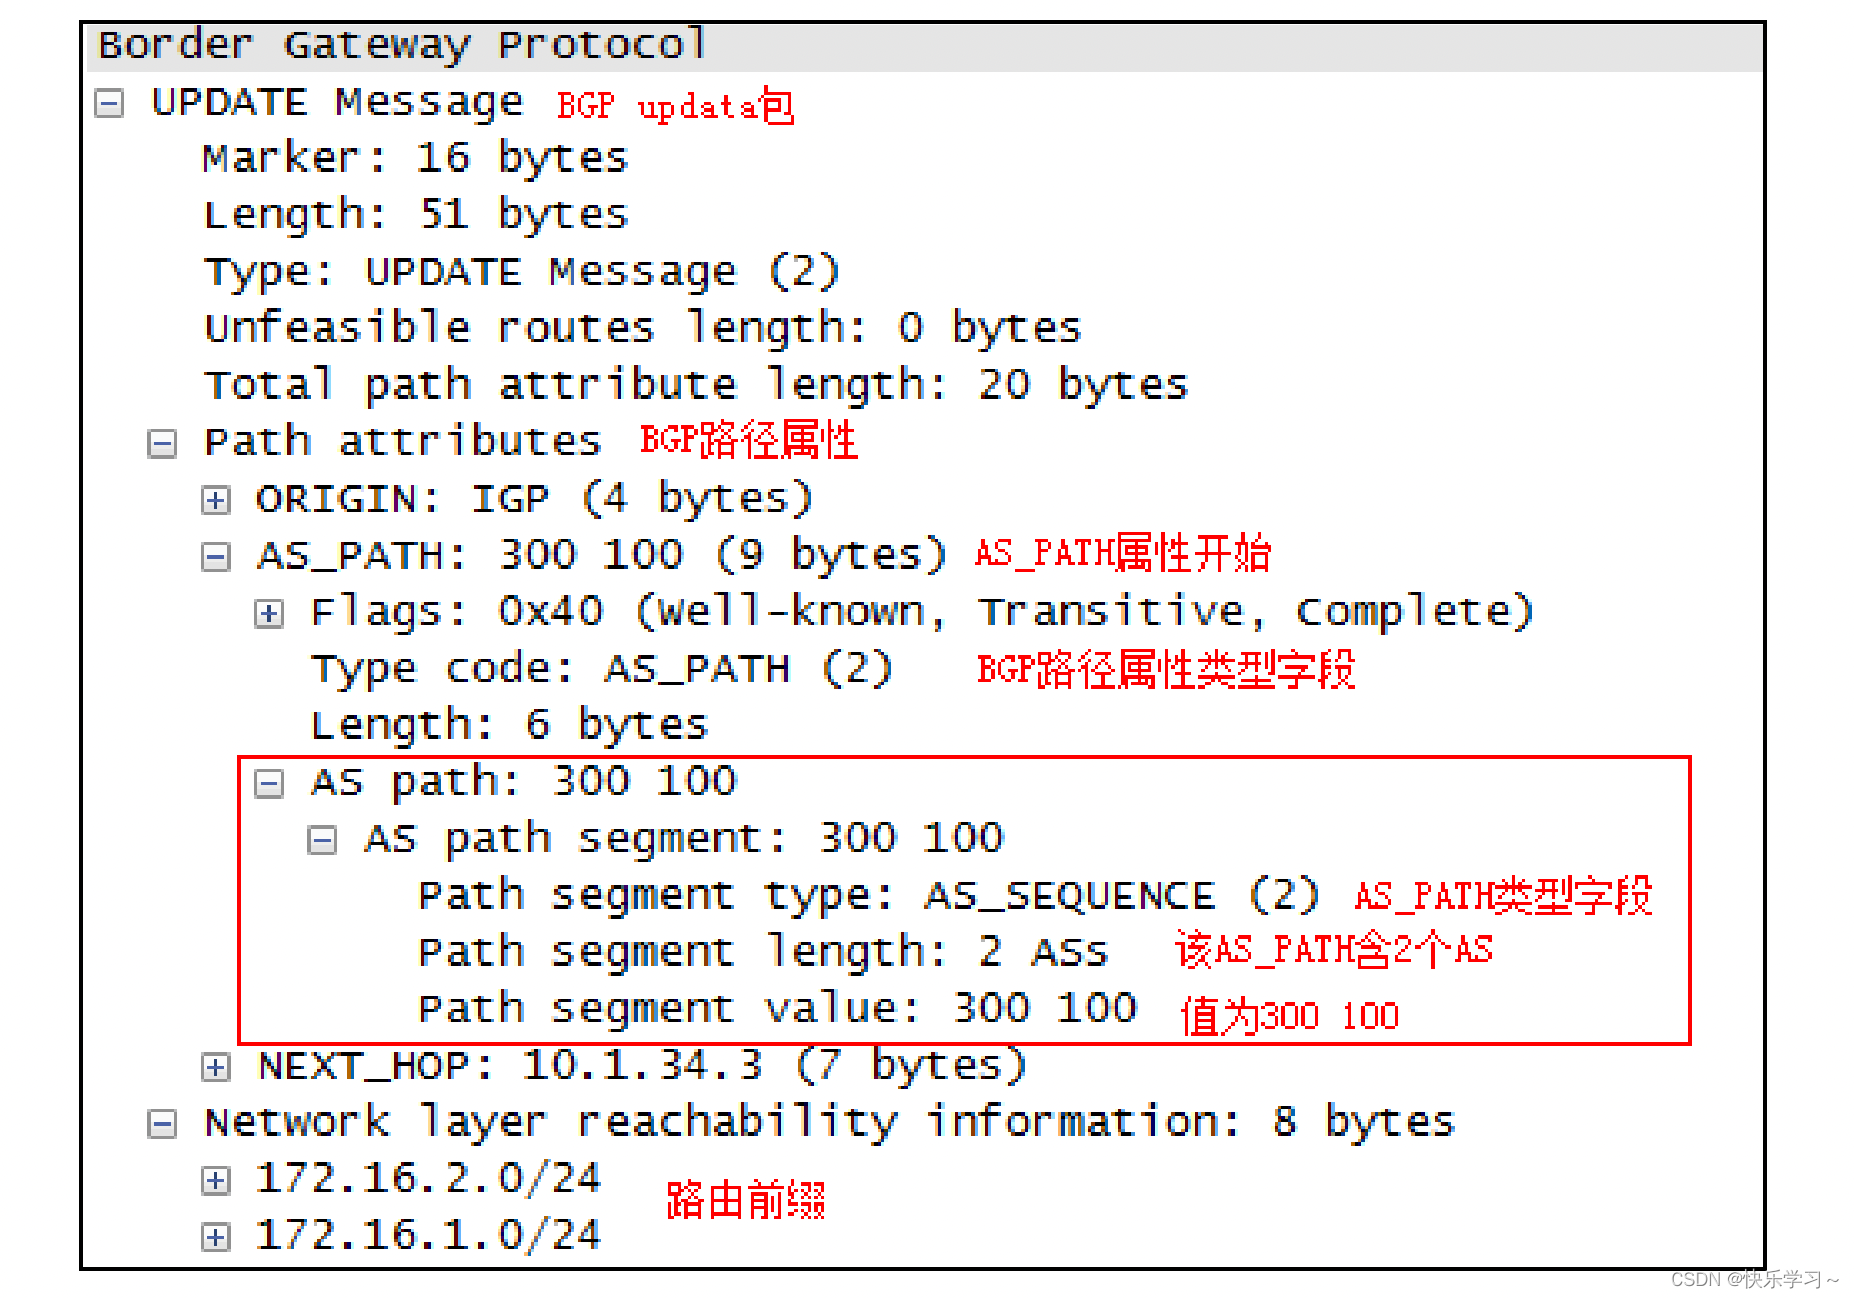 Border Gateway Protocol
UPDATE Message BGP updata包
Marker: 16 bytes
Length: 51 bytes
Type: UPDATE Message (2)
Unfeasible routes length: 0 bytes
Total path attribute length: 20 bytes
Path attributes BGP路径属性
ORIGIN: IGP (4 bytes)
AS_PATH: 300 100 (9 bytes) AS_PATH属性开始
Flags: 0x40 (Well-known, Transitive, Complete)
Type code: AS_PATH (2) BGP路径属性类型字段
Length: 6 bytes
AS path: 300 100
AS path segment: 300 100
Path segment type: AS_SEQUENCE (2) AS_PATH类型字段
Path segment length: 2 ASs 该AS_PATH含2个AS
Path segment value: 300 100 值为300 100
NEXT_HOP: 10.1.34.3 (7 bytes)
Network layer reachability information: 8 bytes
172.16.2.0/24
路由前缀
172.16.1.0/24
CSDN @快乐学习~